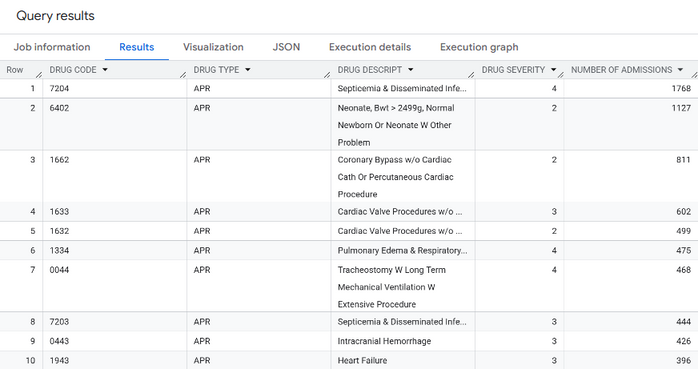 Query results
Job information Results Visualization JSON Execution details Execution graph
Row DRUG CODE DRUG TYPE DRUG DESCRIPT DRUG SEVERITY NUMBER OF ADMISSIONS
1 7204 APR Septicemia & Disseminated Infe... 4 1768
2 6402 APR Neonate, Bwt > 2499g, Normal 2 1127
Newborn Or Neonate W Other
Problem
3 1662 APR Coronary Bypass w/o Cardiac 2 811
Cath Or Percutaneous Cardiac
Procedure
4 1633 APR Cardiac Valve Procedures w/o ... 3 602
5 1632 APR Cardiac Valve Procedures w/o ... 2 499
6 1334 APR Pulmonary Edema & Respiratory... 4 475
7 0044 APR Tracheostomy W Long Term 4 468
Mechanical Ventilation W
Extensive Procedure
8 7203 APR Septicemia & Disseminated Infe... 3 444
9 0443 APR Intracranial Hemorrhage 3 426
10 1943 APR Heart Failure 3 396